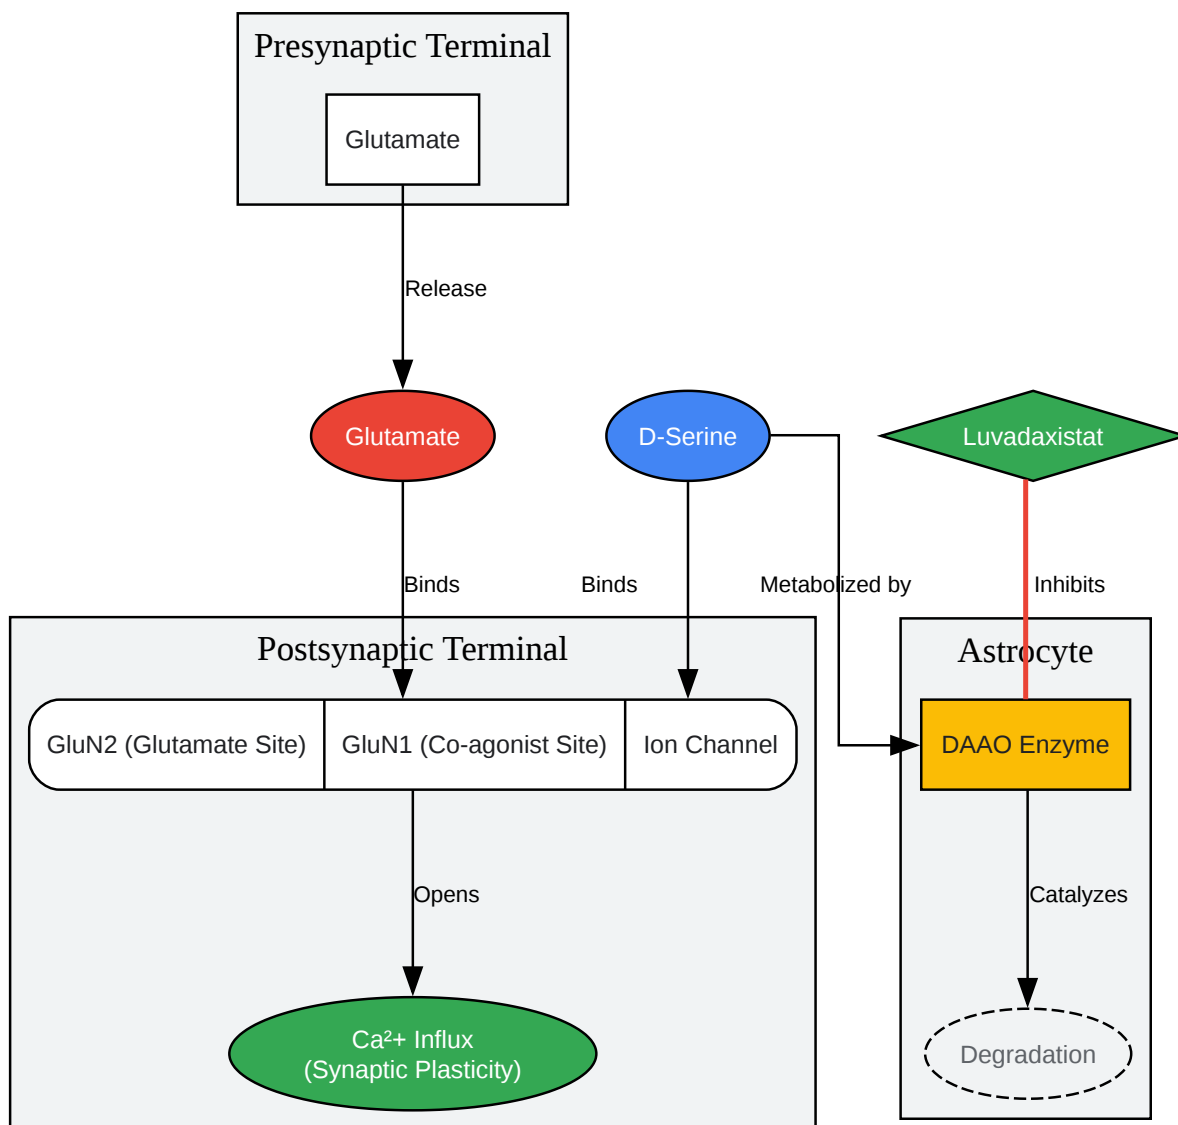 Presynaptic Terminal
Glutamate
Release
Glutamate
D-Serine
Luvadaxistat
Binds
Binds
Metabolized by
Inhibits
Postsynaptic Terminal
Astrocyte
GluN2 (Glutamate Site)
GluN1 (Co-agonist Site)
Ion Channel
DAAO Enzyme
Opens
Catalyzes
Ca²+ Influx
(Synaptic Plasticity)
Degradation